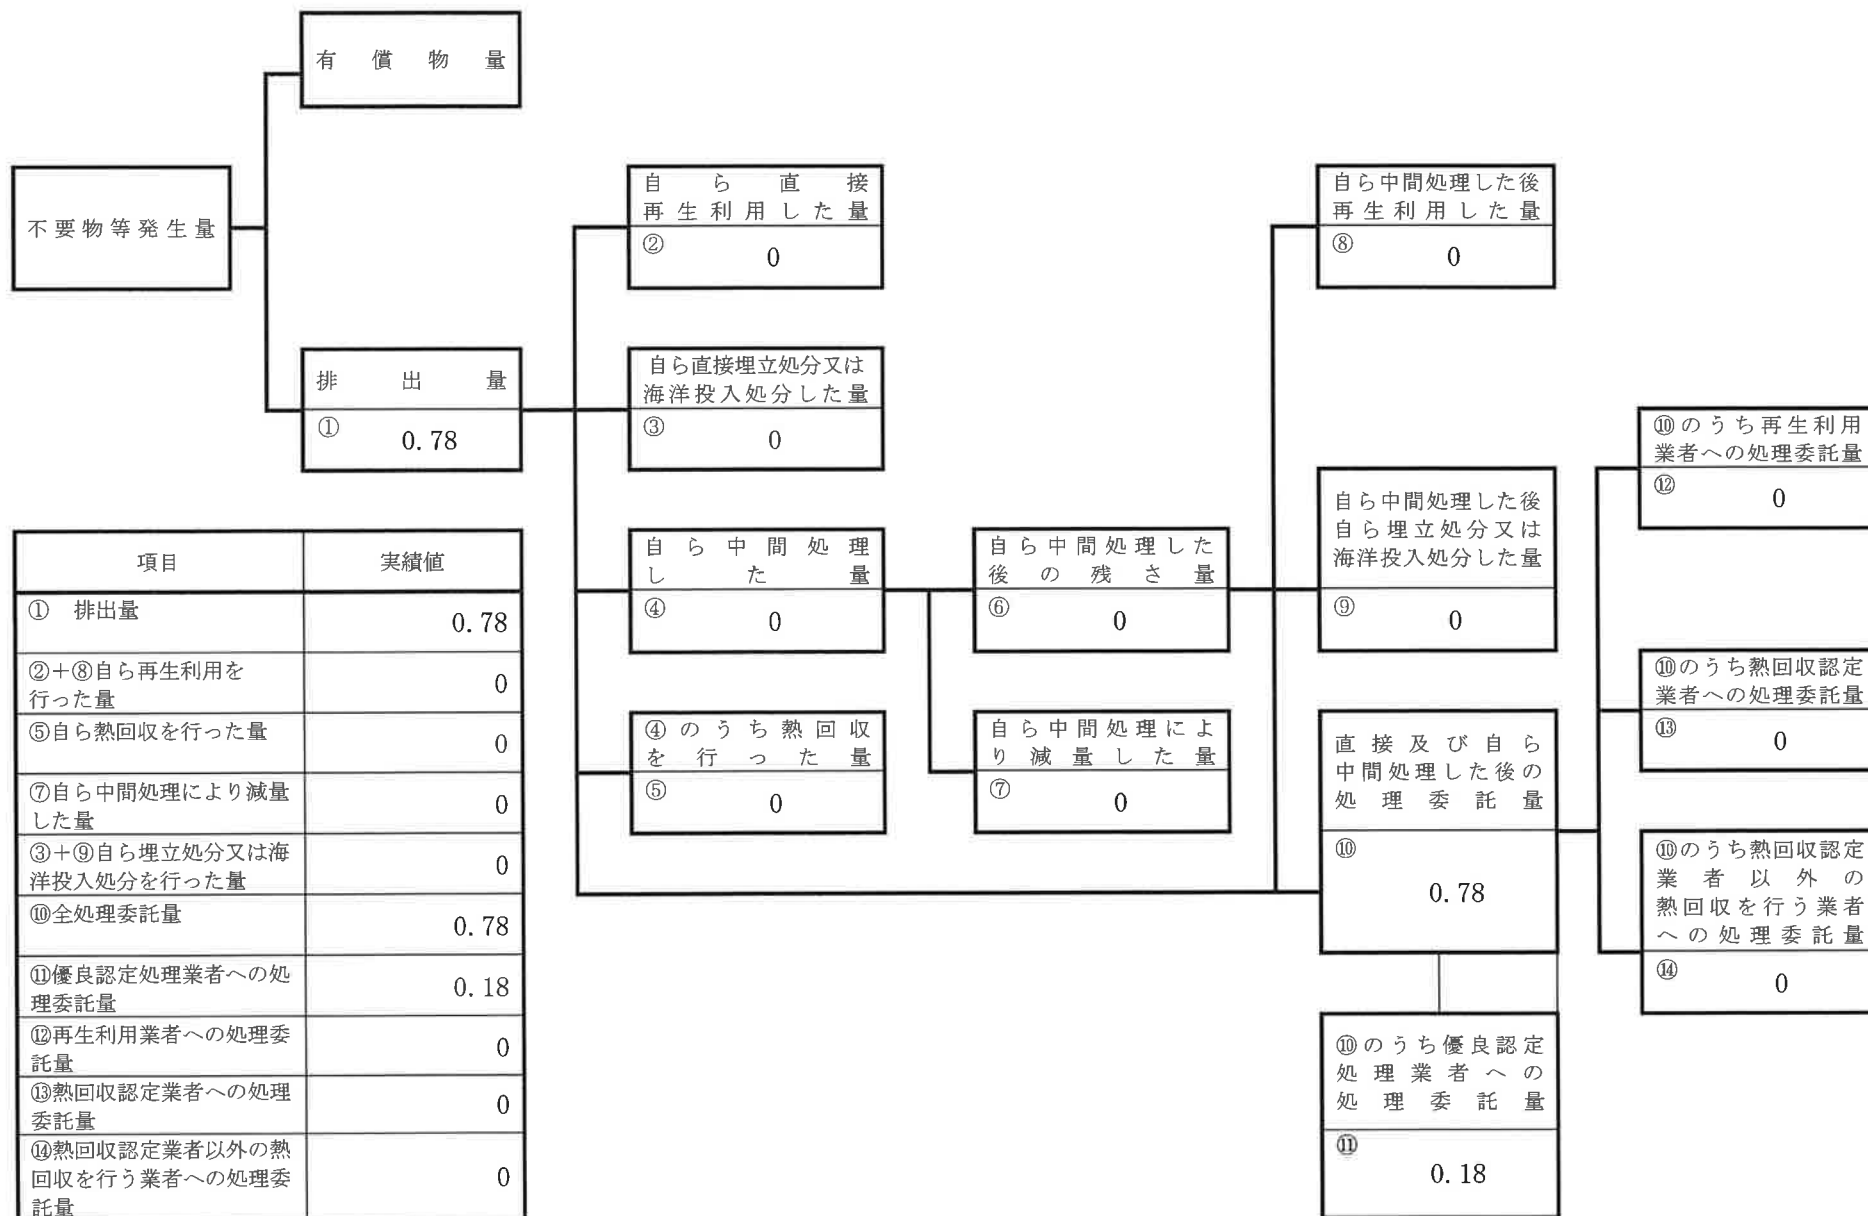 有償物量
不要物等発生量
排出量
① 0.78
自ら直接
再生利用した量
② 0
自ら直接埋立処分又は
海洋投入処分した量
③ 0
自ら中間処理
した量
④ 0
④のうち熱回収
を行った量
⑤ 0
自ら中間処理した
後の残さ量
⑥ 0
自ら中間処理によ
り減量した量
⑦ 0
自ら中間処理した後
再生利用した量
⑧ 0
自ら中間処理した後
自ら埋立処分又は
海洋投入処分した量
⑨ 0
直接及び自ら
中間処理した後の
処理委託量
⑩
0.78
⑩のうち優良認定
処理業者への
処理委託量
⑪
0.18
⑩のうち再生利用
業者への処理委託量
⑫ 0
⑩のうち熱回収認定
業者への処理委託量
⑬ 0
⑩のうち熱回収認定
業者以外の
熱回収を行う業者
への処理委託量
⑭ 0
項目 実績値
① 排出量 0.78
②+⑧自ら再生利用を
行った量 0
⑤自ら熱回収を行った量 0
⑦自ら中間処理により減量
した量 0
③+⑨自ら埋立処分又は海
洋投入処分を行った量 0
⑩全処理委託量 0.78
⑪優良認定処理業者への処
理委託量 0.18
⑫再生利用業者への処理委
託量 0
⑬熱回収認定業者への処理
委託量 0
⑭熱回収認定業者以外の熱
回収を行う業者への処理委
託量 0